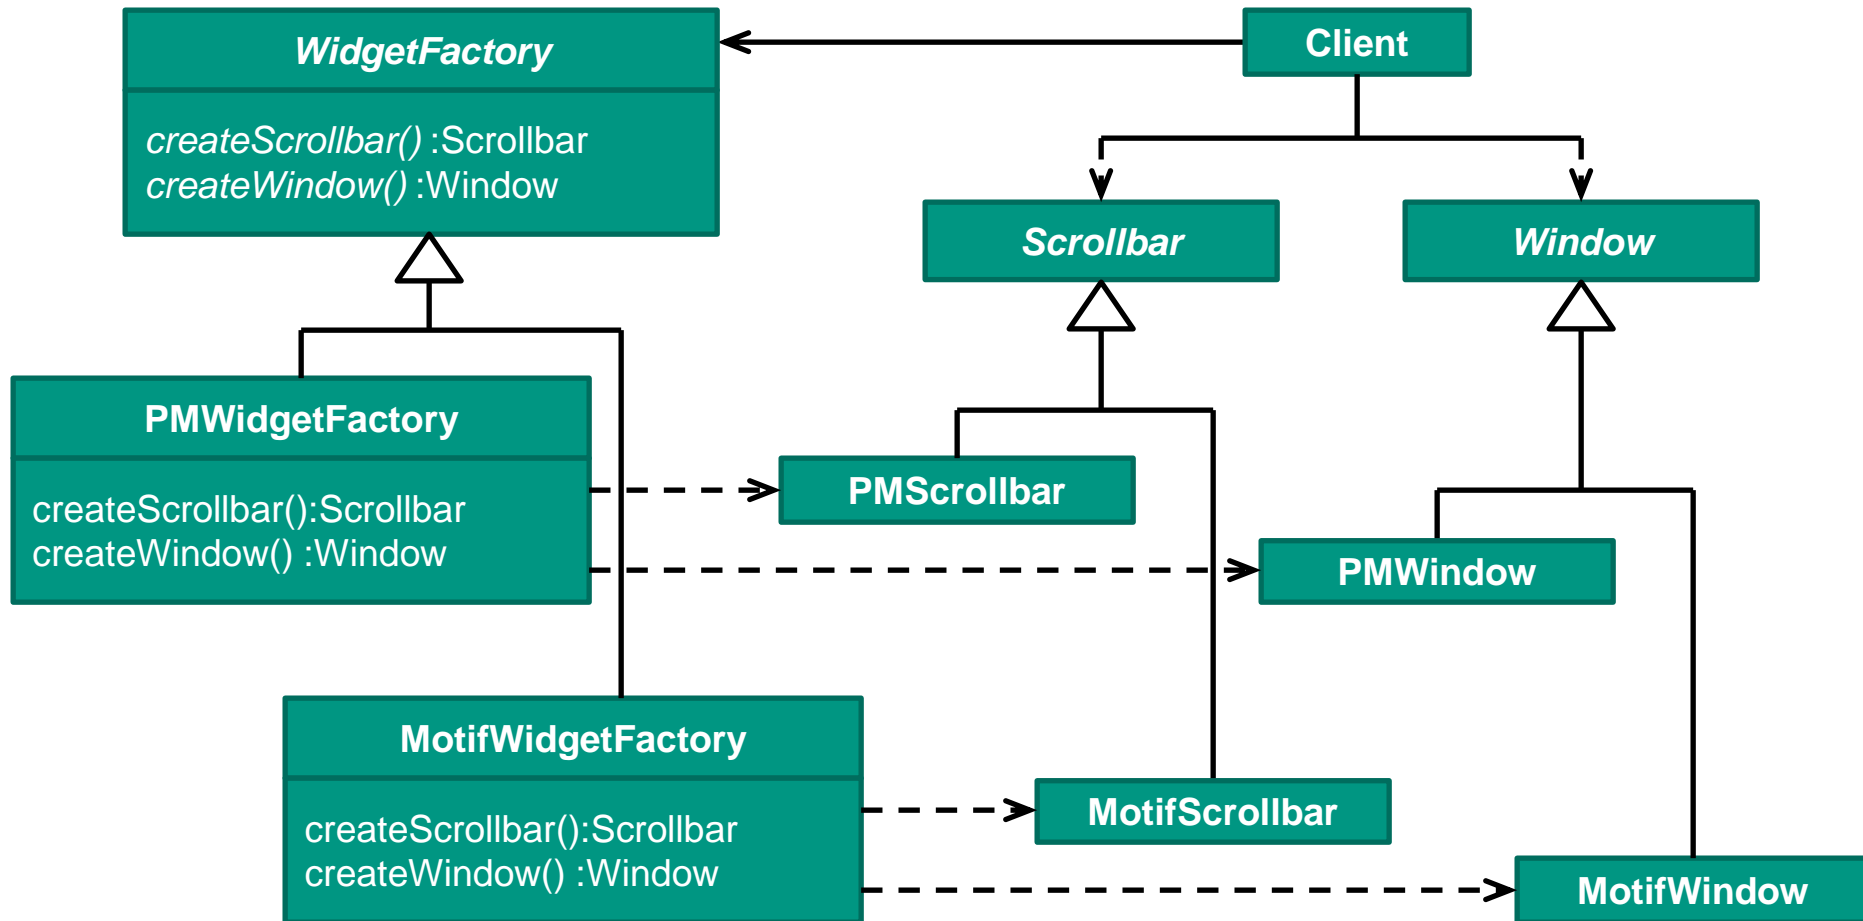 WidgetFactory
createScrollbar() :Scrollbar
createWindow() :Window
Client
Scrollbar
Window
PMWidgetFactory
createScrollbar():Scrollbar
createWindow() :Window
PMScrollbar
PMWindow
MotifWidgetFactory
createScrollbar():Scrollbar
createWindow() :Window
MotifScrollbar
MotifWindow